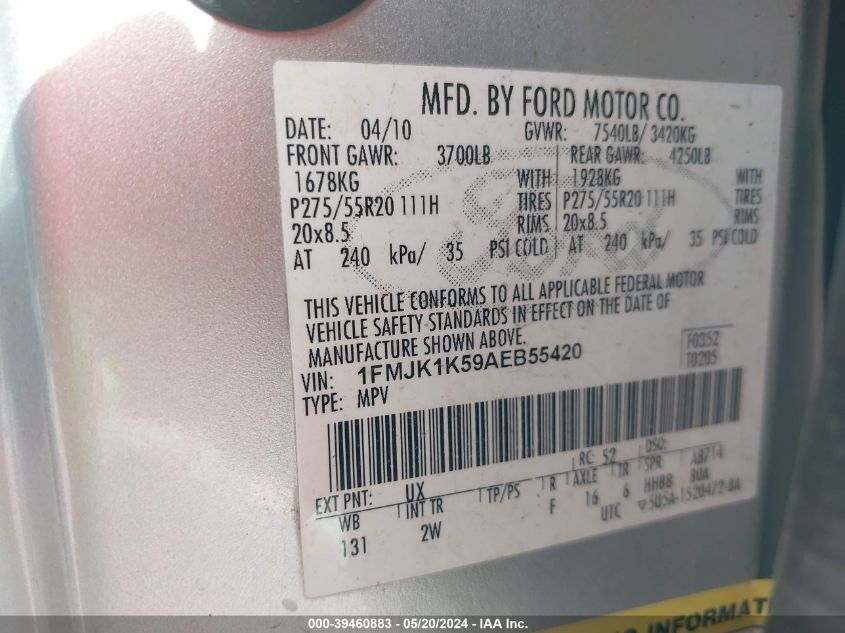 MFD. BY FORD MOTOR CO.
DATE: 04/10 GVWR: 7540LB/ 3420KG
FRONT GAWR: 3700LB REAR GAWR: 4250LB
1678KG WITH 1928KG WITH
P275/55R20 111H TIRES P275/55R20 111H TIRES
20x8.5 RIMS 20x8.5 RIMS
AT 240 kPa/ 35 PSI COLD AT 240 kPa/ 35 PSI COLD
THIS VEHICLE CONFORMS TO ALL APPLICABLE FEDERAL MOTOR
VEHICLE SAFETY STANDARDS IN EFFECT ON THE DATE OF
MANUFACTURE SHOWN ABOVE.
F0352
VIN: 1FMJK1K59AEB55420
T0205
TYPE: MPV
RC: 52 DSO:
EXT PNT: UX TP/PS R AXLE TR SPR AB714
WB INT TR F 16 6 HHBB BOA
131 2W UTC 5U5A-1520472-BA
INFORMAT
000-39460883 - 05/20/2024 - IAA Inc.